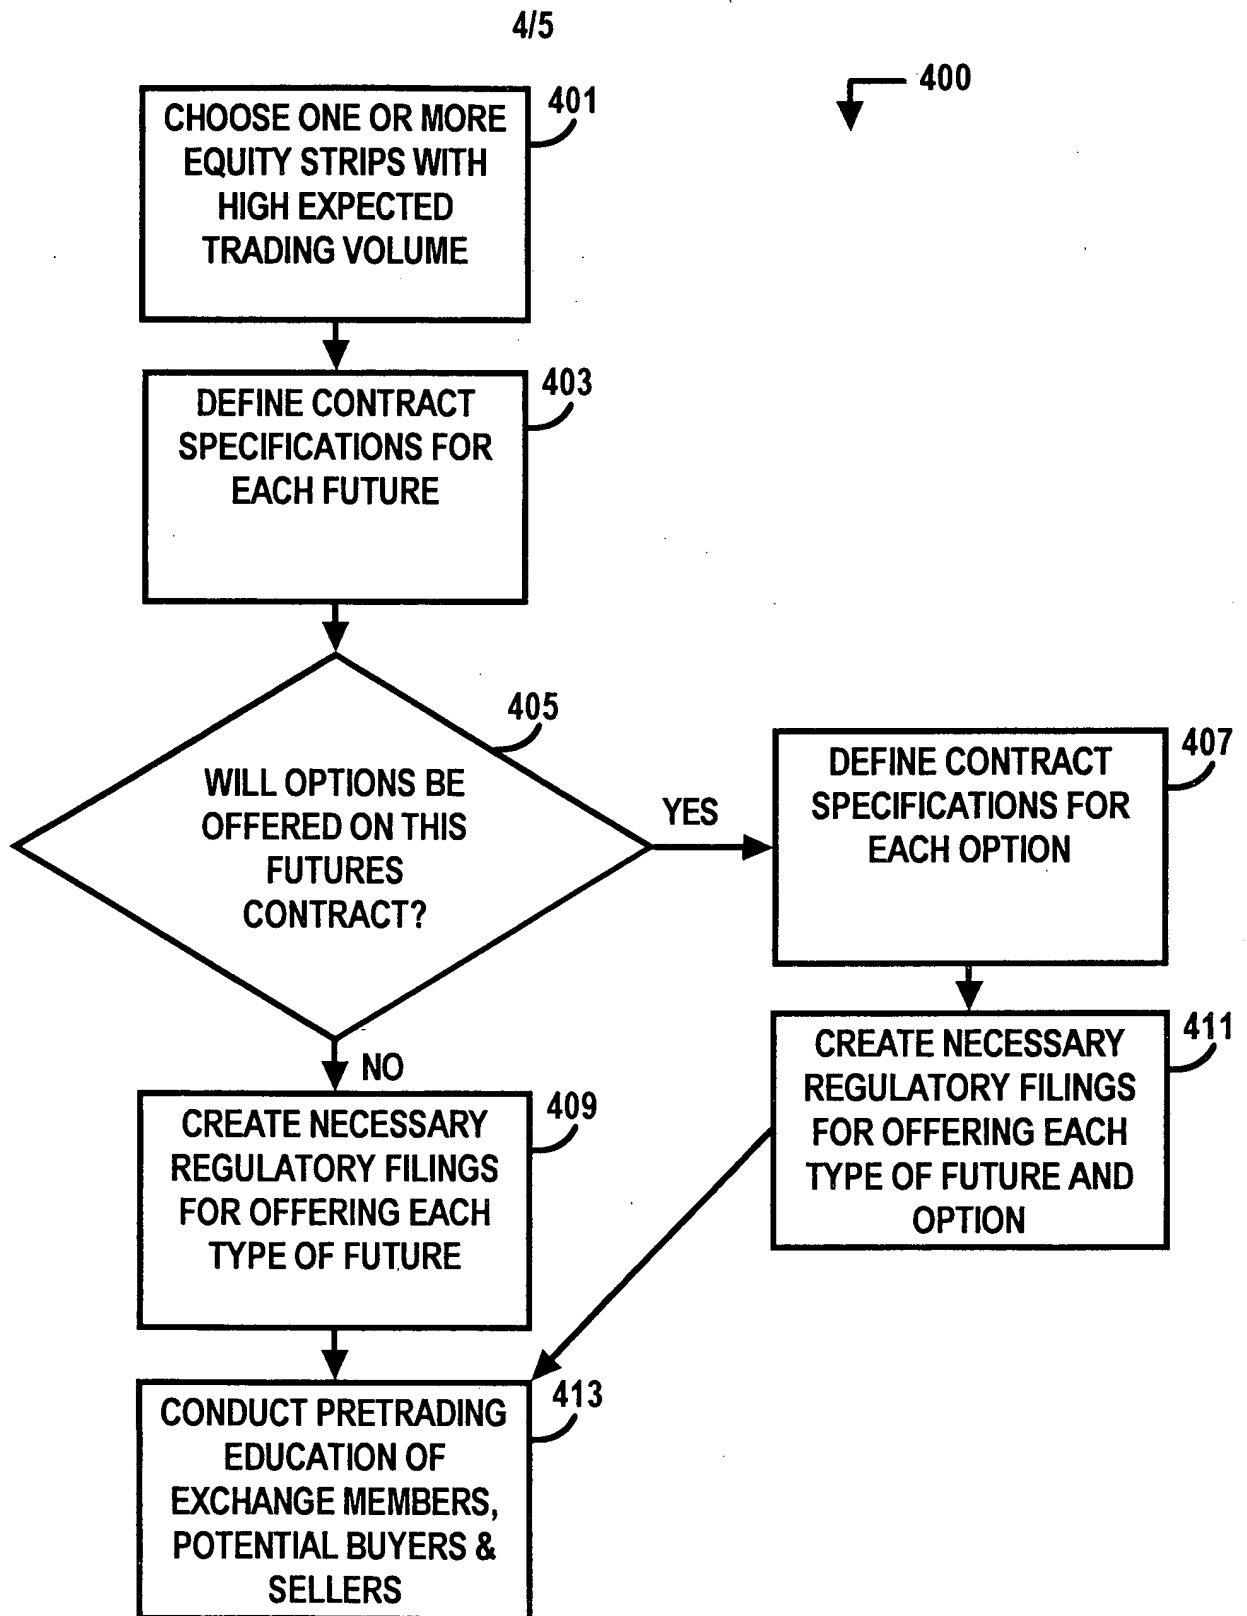 4/5
400
401
CHOOSE ONE OR MORE
EQUITY STRIPS WITH
HIGH EXPECTED
TRADING VOLUME
403
DEFINE CONTRACT
SPECIFICATIONS FOR
EACH FUTURE
405
WILL OPTIONS BE
OFFERED ON THIS
FUTURES
CONTRACT?
YES
407
DEFINE CONTRACT
SPECIFICATIONS FOR
EACH OPTION
NO
409
CREATE NECESSARY
REGULATORY FILINGS
FOR OFFERING EACH
TYPE OF FUTURE
411
CREATE NECESSARY
REGULATORY FILINGS
FOR OFFERING EACH
TYPE OF FUTURE AND
OPTION
413
CONDUCT PRETRADING
EDUCATION OF
EXCHANGE MEMBERS,
POTENTIAL BUYERS &
SELLERS